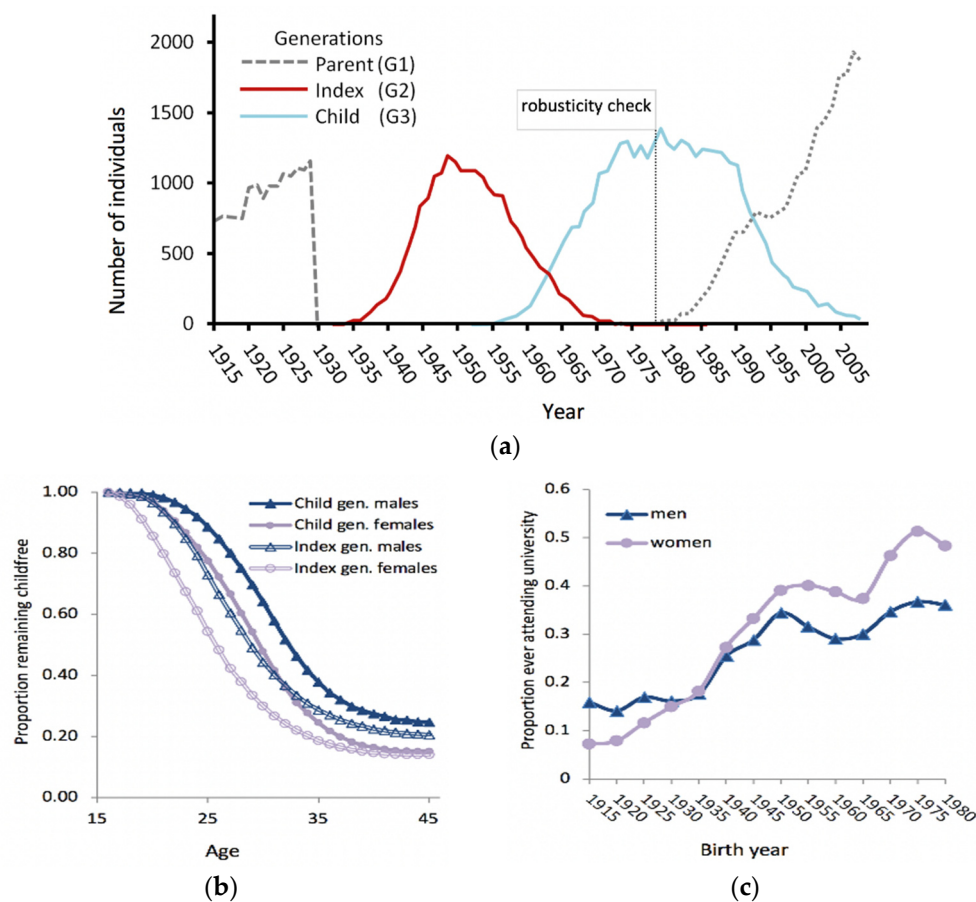 Generations
Parent (G1)
Index (G2)
Child (G3)
robusticity check
Number of individuals
2000
1500
1000
500
0
1915 1920 1925 1930 1935 1940 1945 1950 1955 1960 1965 1970 1975 1980 1985 1990 1995 2000 2005
Year
(a)
Proportion remaining childfree
1.00
0.80
0.60
0.40
0.20
0.00
Child gen. males
Child gen. females
Index gen. males
Index gen. females
15 25 35 45
Age
(b)
Proportion ever attending university
0.6
0.5
0.4
0.3
0.2
0.1
0
men
women
1915 1920 1925 1930 1935 1940 1945 1950 1955 1960 1965 1970 1975 1980
Birth year
(c)